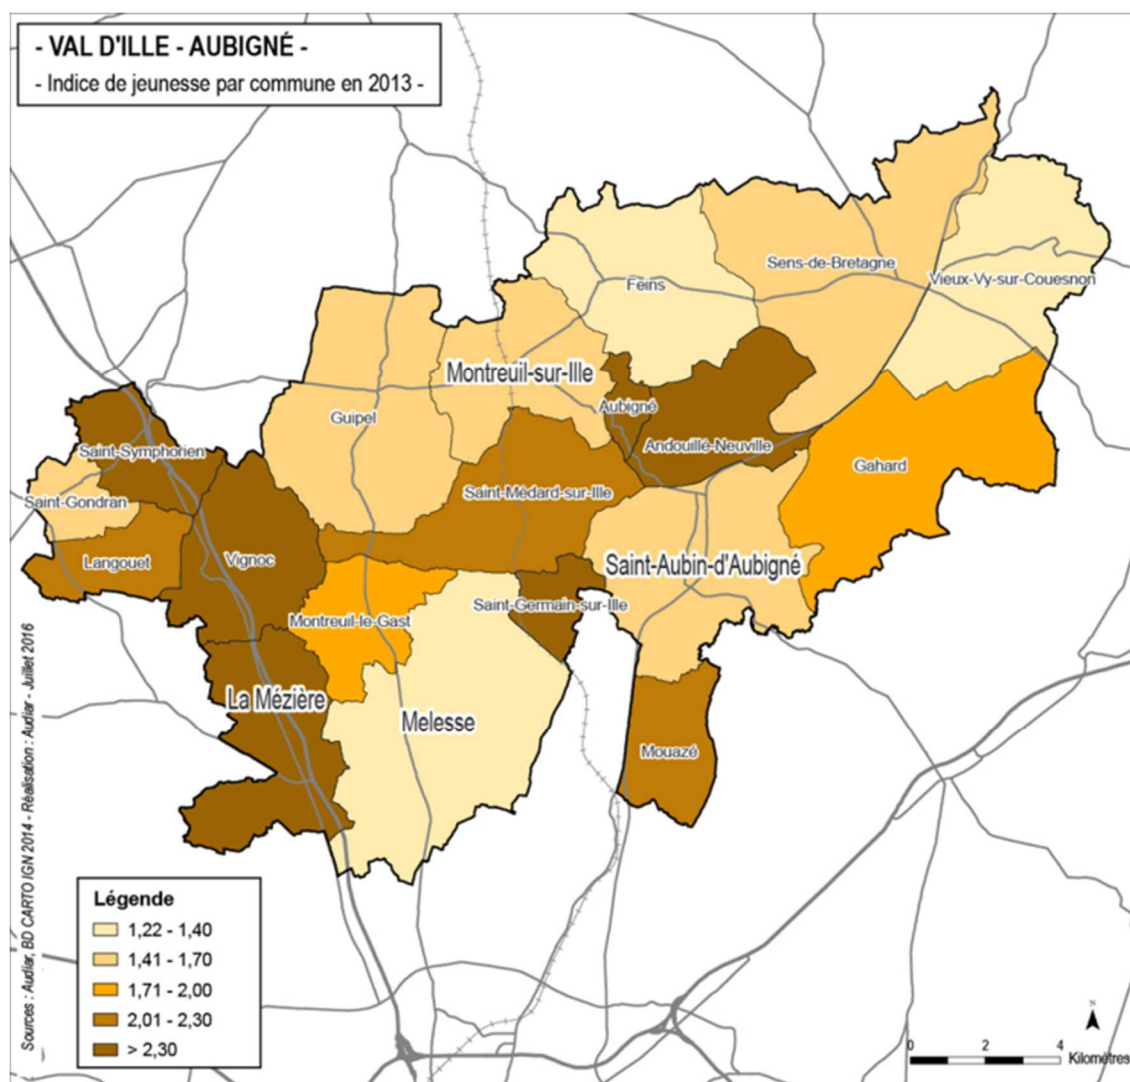 - VAL D'ILLE - AUBIGNÉ -
- Indice de jeunesse par commune en 2013 -
Sens-de-Bretagne
Vieux-Vy-sur-Couesnon
Feins
Montreuil-sur-Ille
Aubigné
Guipel
Andouillé-Neuville
Saint-Symphorien
Gahard
Saint-Médard-sur-Ille
Saint-Gondran
Langouet
Vignoc
Saint-Aubin-d'Aubigné
Saint-Germain-sur-Ille
Montreuil-le-Gast
La Mézière
Melesse
Mouazé
Légende
1,22 - 1,40
1,41 - 1,70
1,71 - 2,00
2,01 - 2,30
> 2,30
Sources : Audiar, BD CARTO IGN 2014 - Réalisation : Audiar - Juillet 2016
N
0 2 4
Kilomètres